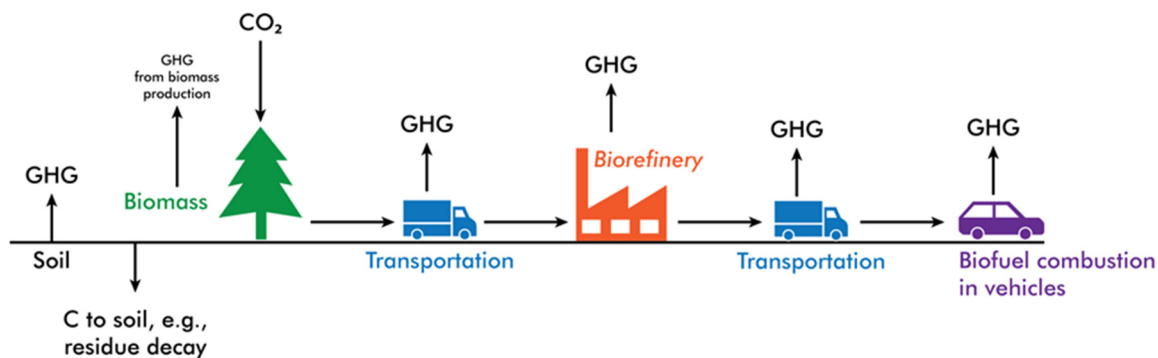 CO₂
GHG
from biomass
production
GHG
GHG
GHG
GHG
GHG
Biorefinery
Biomass
Soil
Transportation
Transportation
Biofuel combustion
in vehicles
C to soil, e.g.,
residue decay